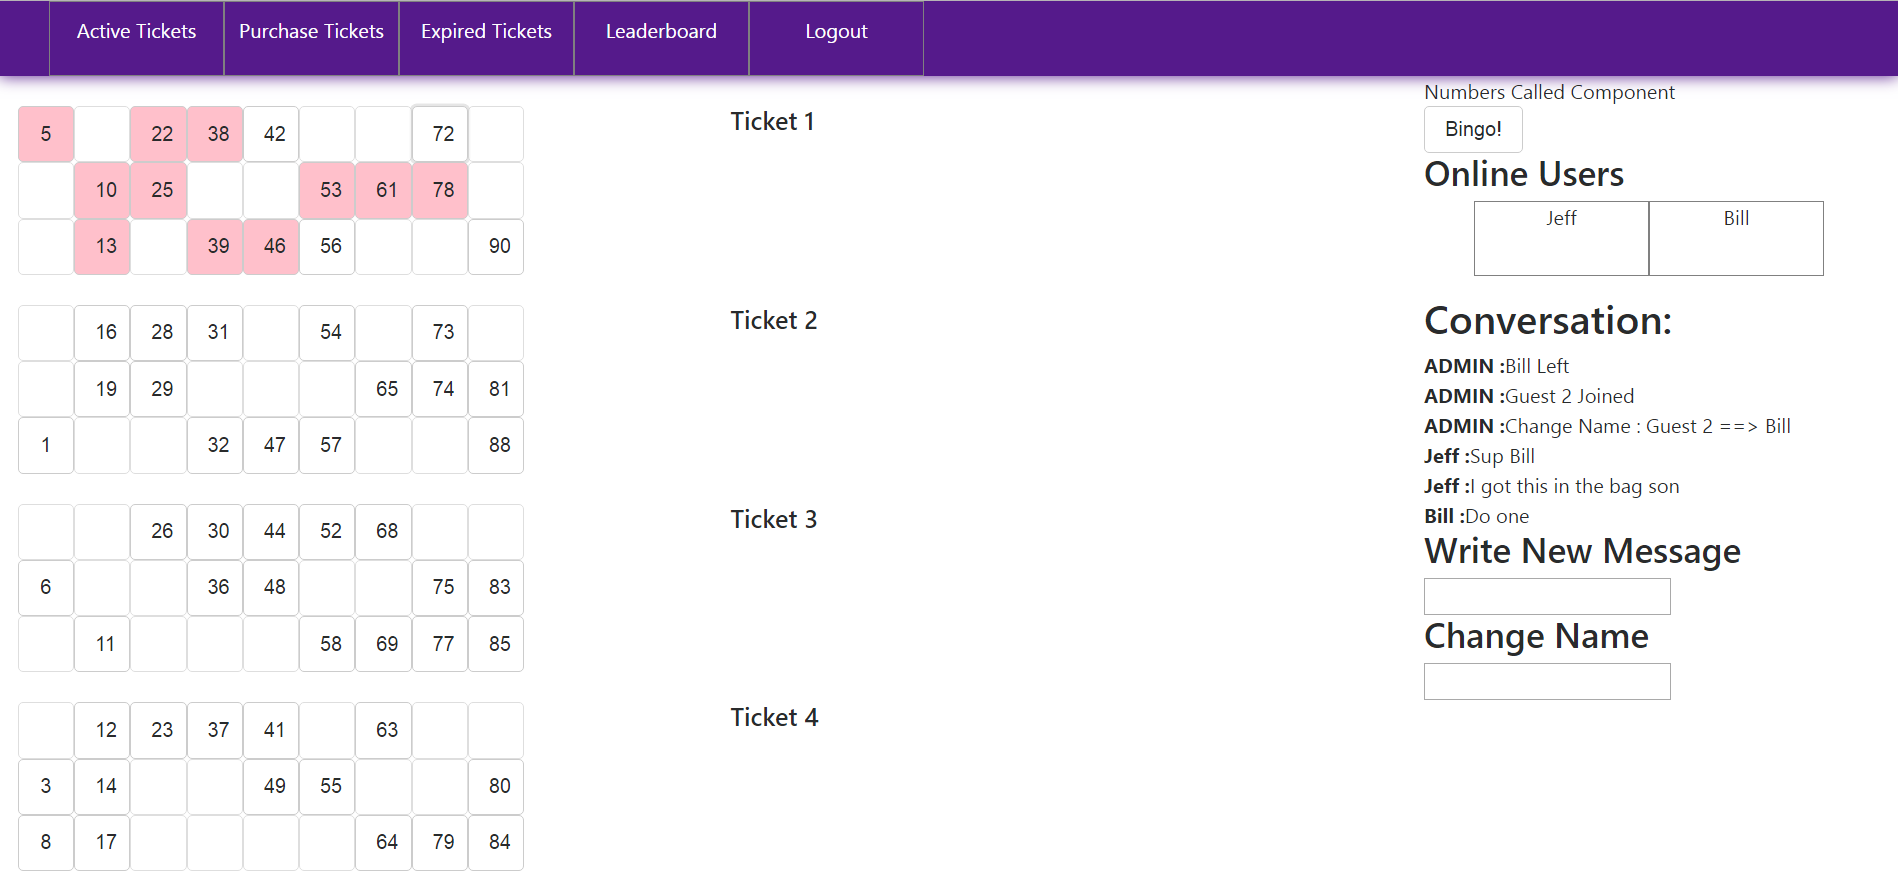 Active Tickets Purchase Tickets Expired Tickets Leaderboard Logout
5 22 38 42 72
10 25 53 61 78
13 39 46 56 90
Ticket 1
16 28 31 54 73
19 29 65 74 81
1 32 47 57 88
Ticket 2
26 30 44 52 68
6 36 48 75 83
11 58 69 77 85
Ticket 3
12 23 37 41 63
3 14 49 55 80
8 17 64 79 84
Ticket 4
Numbers Called Component
Bingo!
Online Users
Jeff Bill
Conversation:
ADMIN :Bill Left
ADMIN :Guest 2 Joined
ADMIN :Change Name : Guest 2 ==> Bill
Jeff :Sup Bill
Jeff :I got this in the bag son
Bill :Do one
Write New Message
Change Name